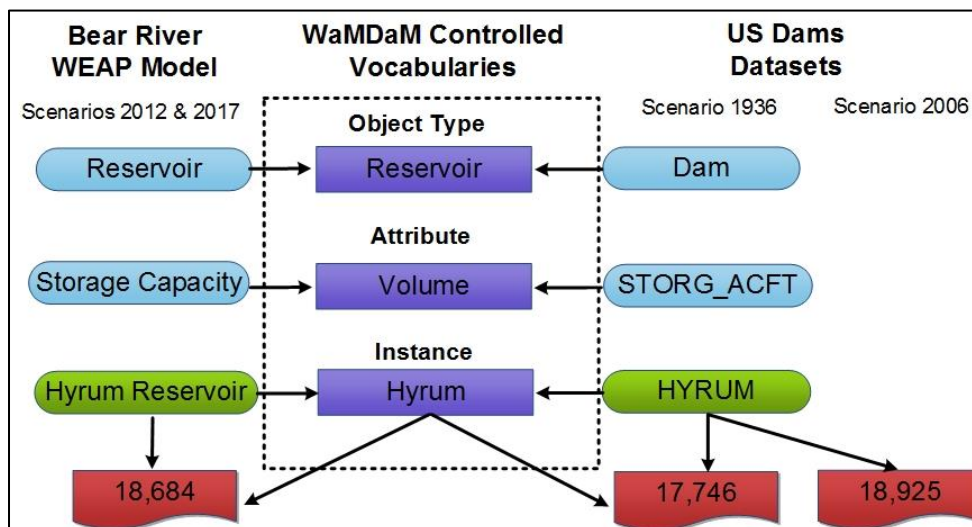 Bear River
WEAP Model
WaMDaM Controlled
Vocabularies
US Dams
Datasets
Scenarios 2012 & 2017
Scenario 1936
Scenario 2006
Object Type
Reservoir
Reservoir
Dam
Attribute
Storage Capacity
Volume
STORG_ACFT
Instance
Hyrum Reservoir
Hyrum
HYRUM
18,684
17,746
18,925